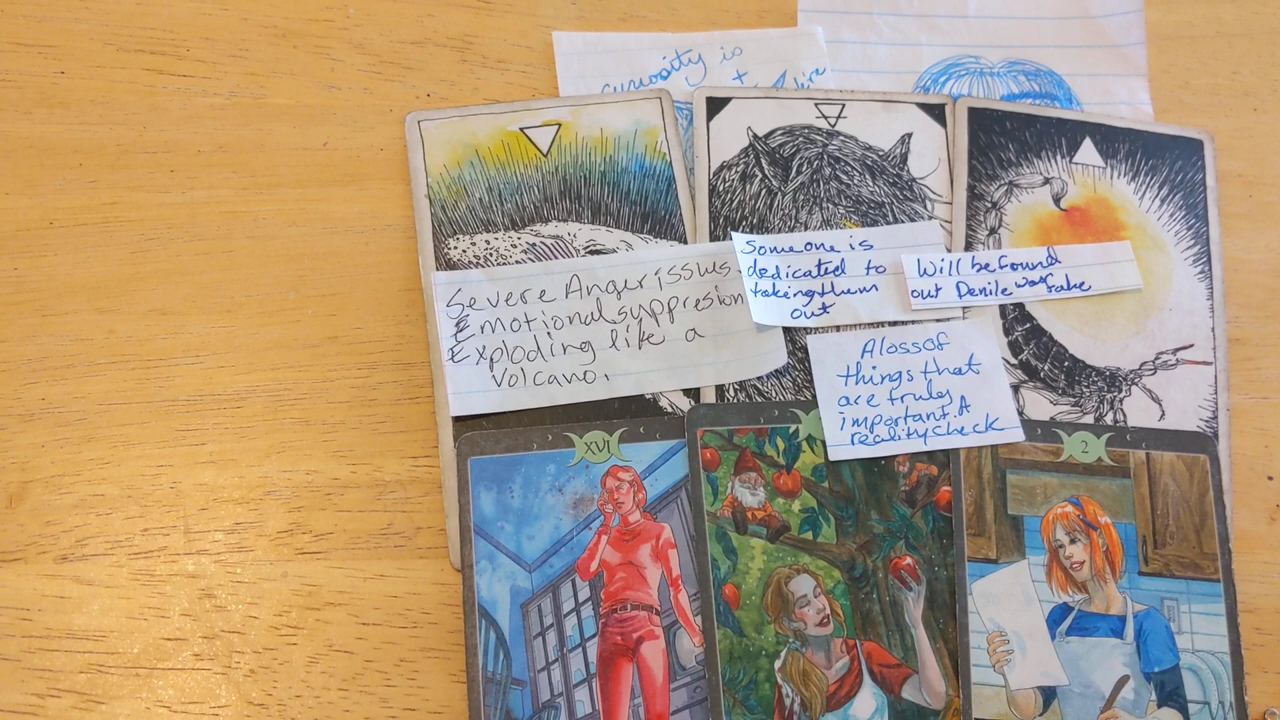 curiosity is
+
Severe Anger issues.
Emotional suppresion
Exploding like a
Volcano.
Someone is
dedicated to
taking them
out
Will be found
out Denile was fake
A loss of
things that
are truly
important. A
reality check
XVI
2